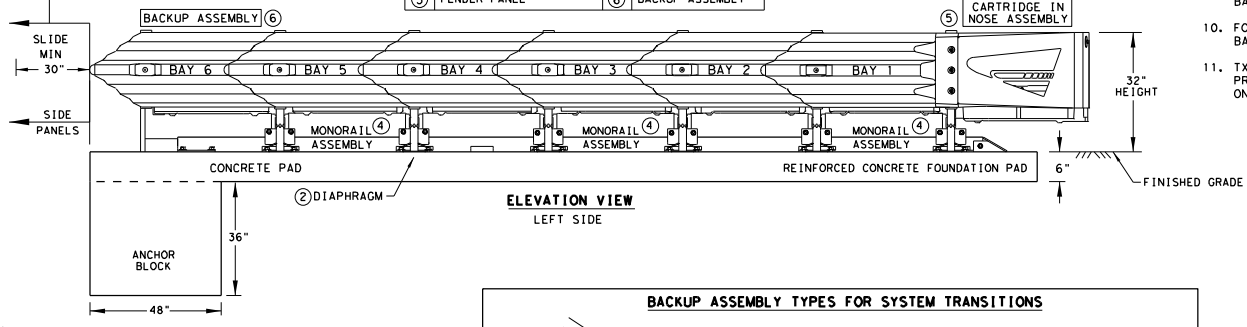 ③ FENDER PANEL ⑥ BACKUP ASSEMBLY
BACKUP ASSEMBLY ⑥
⑤ CARTRIDGE IN
NOSE ASSEMBLY
BA
10. FO
BA
11. TX
PR
ON
SLIDE
MIN
30"
SIDE
PANELS
BAY 6 BAY 5 BAY 4 BAY 3 BAY 2 BAY 1
32"
HEIGHT
MONORAIL ④
ASSEMBLY
MONORAIL ④
ASSEMBLY
MONORAIL ④
ASSEMBLY
CONCRETE PAD
REINFORCED CONCRETE FOUNDATION PAD
6"
FINISHED GRADE
② DIAPHRAGM
ELEVATION VIEW
LEFT SIDE
36"
ANCHOR
BLOCK
48"
BACKUP ASSEMBLY TYPES FOR SYSTEM TRANSITIONS